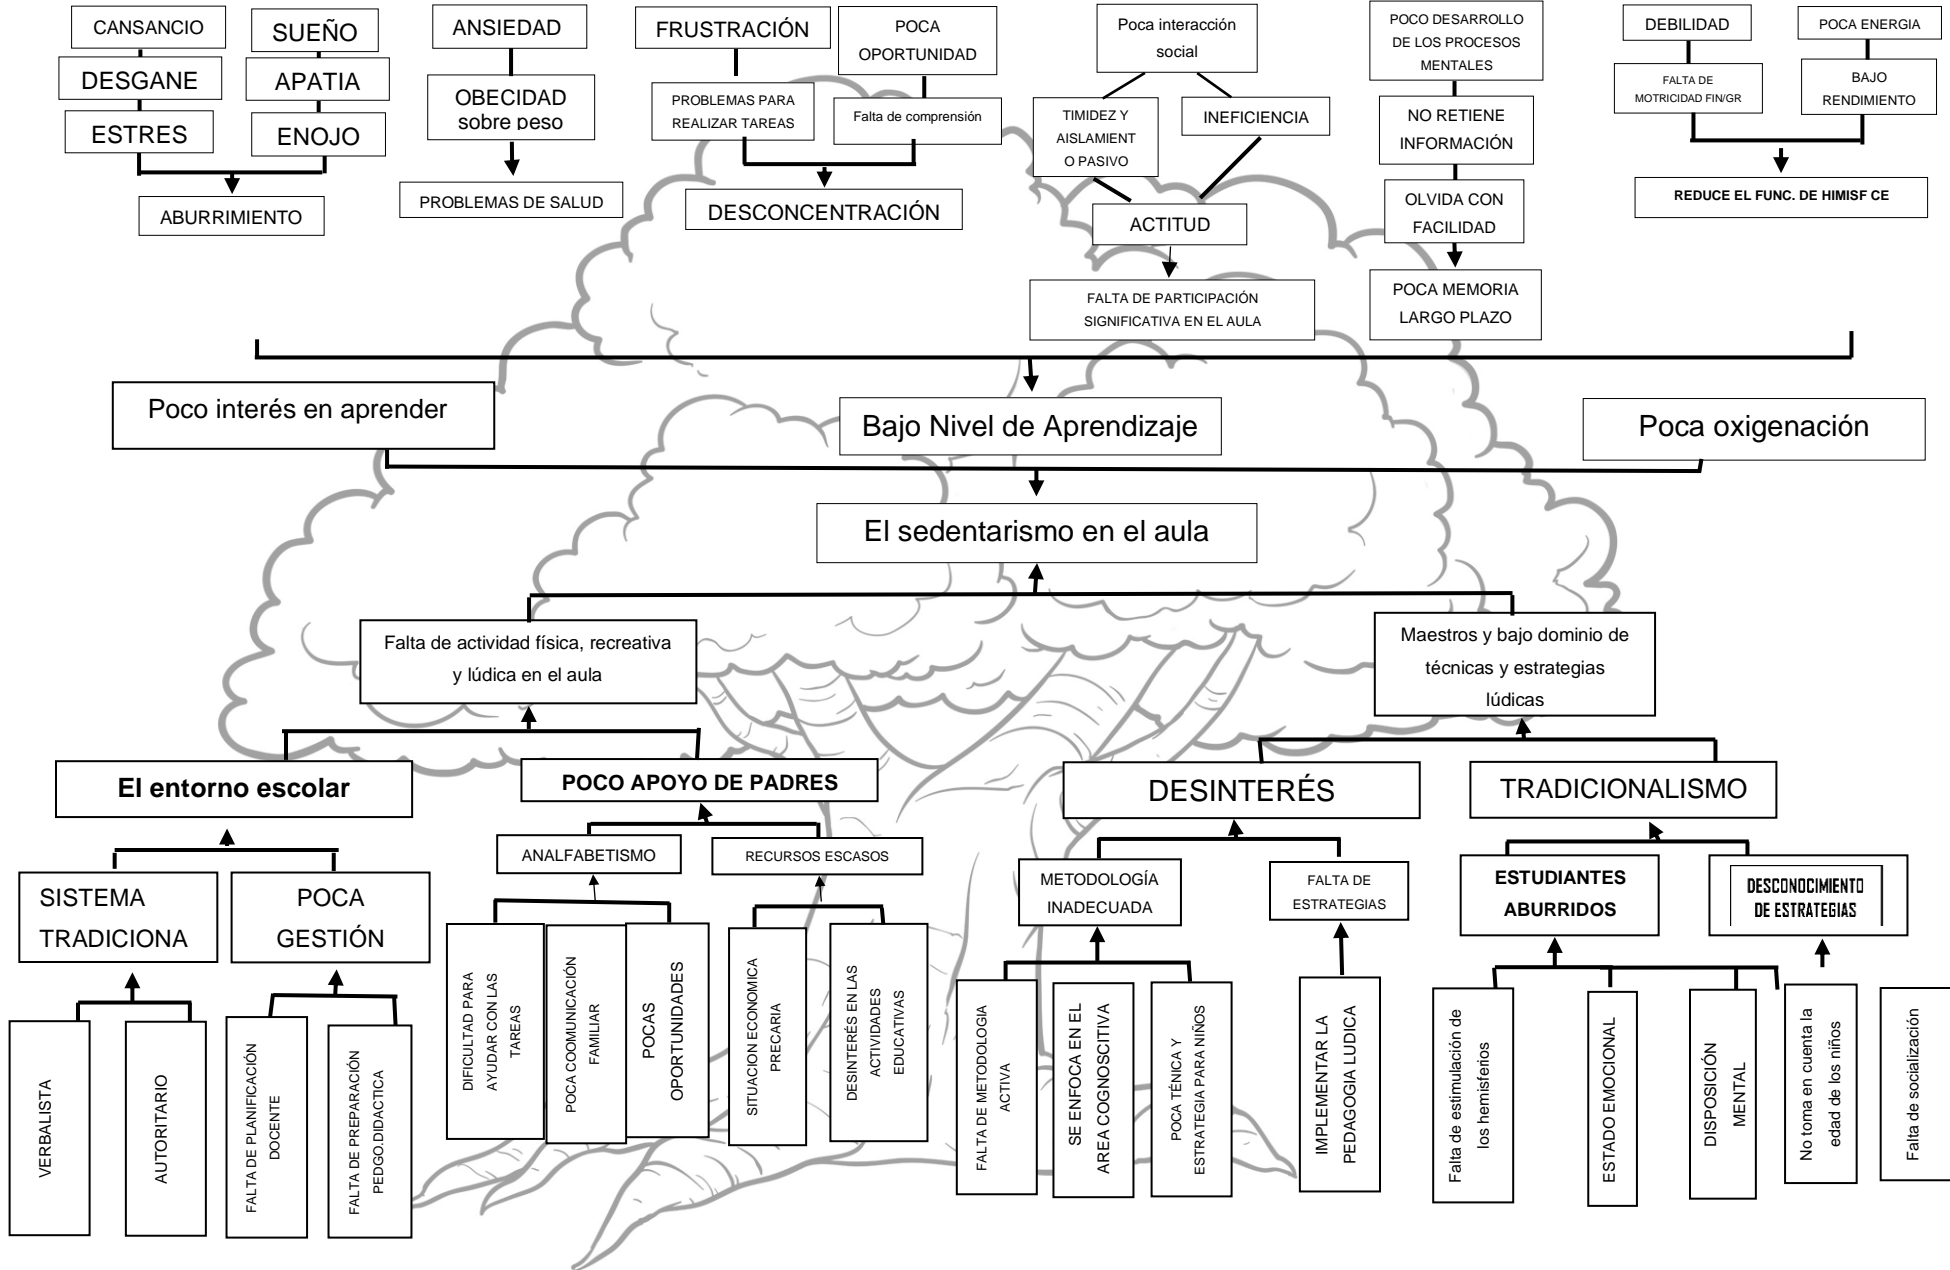 CANSANCIO
DESGANE
ESTRES
SUEÑO
APATIA
ENOJO
ABURRIMIENTO
ANSIEDAD
OBECIDAD
sobre peso
PROBLEMAS DE SALUD
FRUSTRACIÓN
PROBLEMAS PARA
REALIZAR TAREAS
POCA
OPORTUNIDAD
Falta de comprensión
DESCONCENTRACIÓN
Poca interacción
social
TIMIDEZ Y
AISLAMIENT
O PASIVO
INEFICIENCIA
ACTITUD
FALTA DE PARTICIPACIÓN
SIGNIFICATIVA EN EL AULA
POCO DESARROLLO
DE LOS PROCESOS
MENTALES
NO RETIENE
INFORMACIÓN
OLVIDA CON
FACILIDAD
POCA MEMORIA
LARGO PLAZO
DEBILIDAD
FALTA DE
MOTRICIDAD FIN/GR
POCA ENERGIA
BAJO
RENDIMIENTO
REDUCE EL FUNC. DE HIMISF CE
Poco interés en aprender
Bajo Nivel de Aprendizaje
Poca oxigenación
El sedentarismo en el aula
Falta de actividad física, recreativa
y lúdica en el aula
Maestros y bajo dominio de
técnicas y estrategias
lúdicas
El entorno escolar
POCO APOYO DE PADRES
DESINTERÉS
TRADICIONALISMO
SISTEMA
TRADICIONA
POCA
GESTIÓN
ANALFABETISMO
RECURSOS ESCASOS
METODOLOGÍA
INADECUADA
FALTA DE
ESTRATEGIAS
ESTUDIANTES
ABURRIDOS
DESCONOCIMIENTO
DE ESTRATEGIAS
VERBALISTA
AUTORITARIO
FALTA DE PLANIFICACIÓN
DOCENTE
FALTA DE PREPARACIÓN
PEDGO.DIDACTICA
DIFICULTAD PARA
AYUDAR CON LAS
TAREAS
POCA COOMUNICACIÓN
FAMILIAR
POCAS
OPORTUNIDADES
SITUACION ECONOMICA
PRECARIA
DESINTERÉS EN LAS
ACTIVIDADES
EDUCATIVAS
FALTA DE METODOLOGIA
ACTIVA
SE ENFOCA EN EL
AREA COGNOSCITIVA
POCA TÉNICA Y
ESTRATEGIA PARA NIÑOS
IMPLEMENTAR LA
PEDAGOGIA LUDICA
Falta de estimulación de
los hemisferios
ESTADO EMOCIONAL
DISPOSICIÓN
MENTAL
No toma en cuenta la
edad de los niños
Falta de socialización